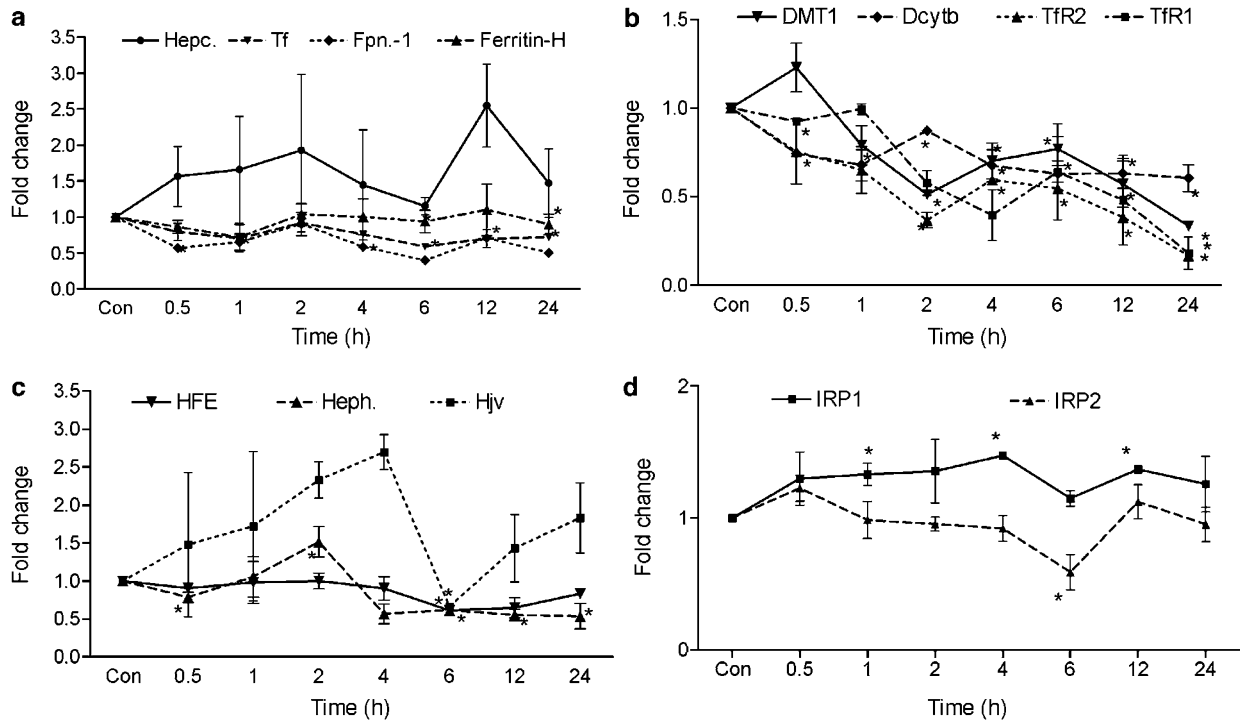 a
Hepc. Tf Fpn.-1 Ferritin-H
Fold change
3.5
3.0
2.5
2.0
1.5
1.0
0.5
0.0
* * * * * *
Con 0.5 1 2 4 6 12 24
Time (h)
b
DMT1 Dcytb TfR2 TfR1
Fold change
1.5
1.0
0.5
0.0
Con 0.5 1 2 4 6 12 24
Time (h)
c
HFE Heph. Hjv
Fold change
3.5
3.0
2.5
2.0
1.5
1.0
0.5
0.0
Con 0.5 1 2 4 6 12 24
Time (h)
d
IRP1 IRP2
Fold change
2
1
0
* * *
*
Con 0.5 1 2 4 6 12 24
Time (h)